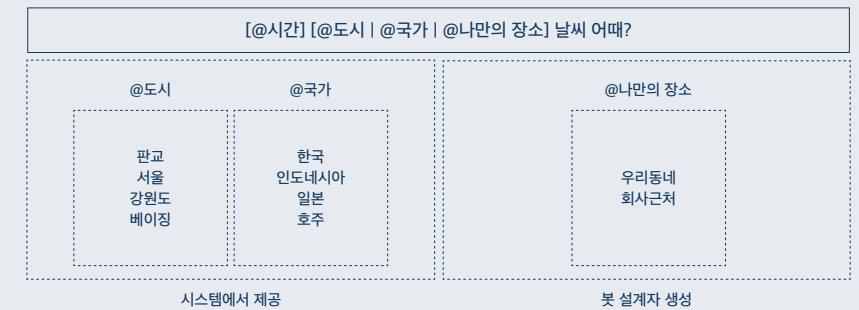 [@시간] [@도시 | @국가 | @나만의 장소] 날씨 어때?
@도시
@국가
@나만의 장소
판교
서울
강원도
베이징
한국
인도네시아
일본
호주
우리동네
회사근처
시스템에서 제공
봇 설계자 생성